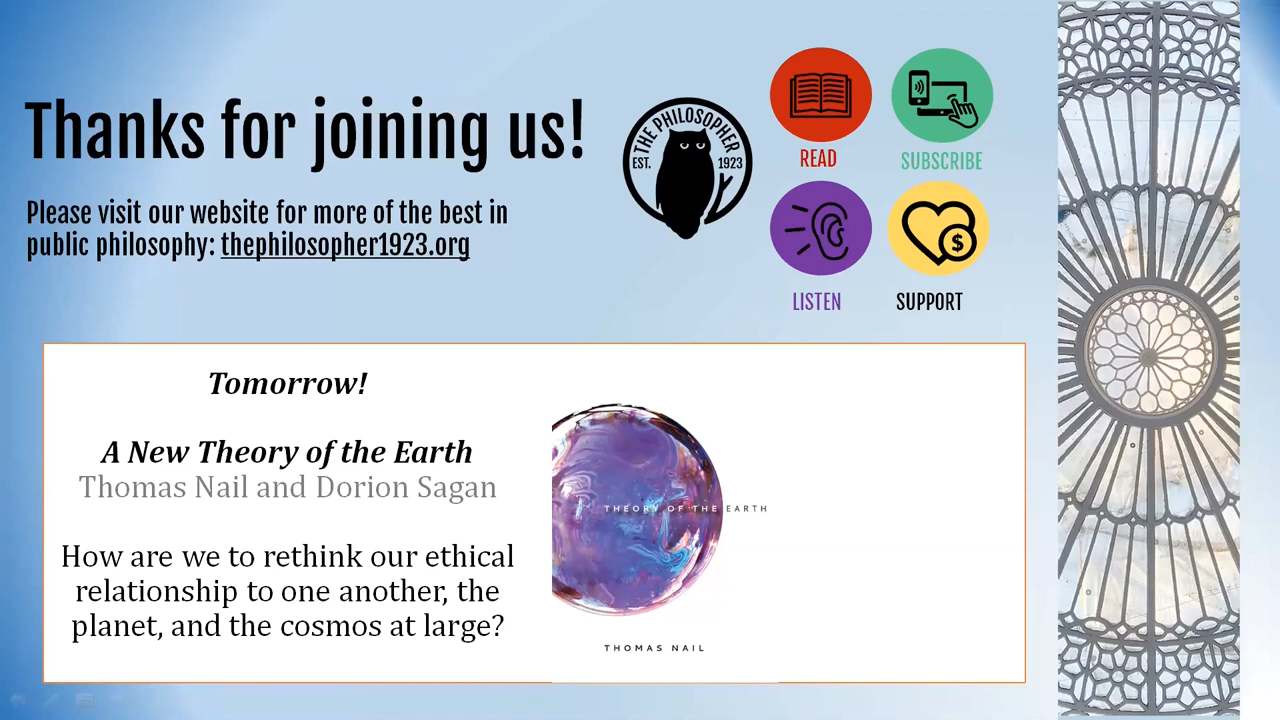 Thanks for joining us!
Please visit our website for more of the best in
public philosophy: thephilosopher1923.org
THE PHILOSOPHER
EST. 1923
READ
SUBSCRIBE
LISTEN
$
SUPPORT
Tomorrow!
A New Theory of the Earth
Thomas Nail and Dorion Sagan
How are we to rethink our ethical
relationship to one another, the
planet, and the cosmos at large?
THEORY OF THE EARTH
THOMAS NAIL